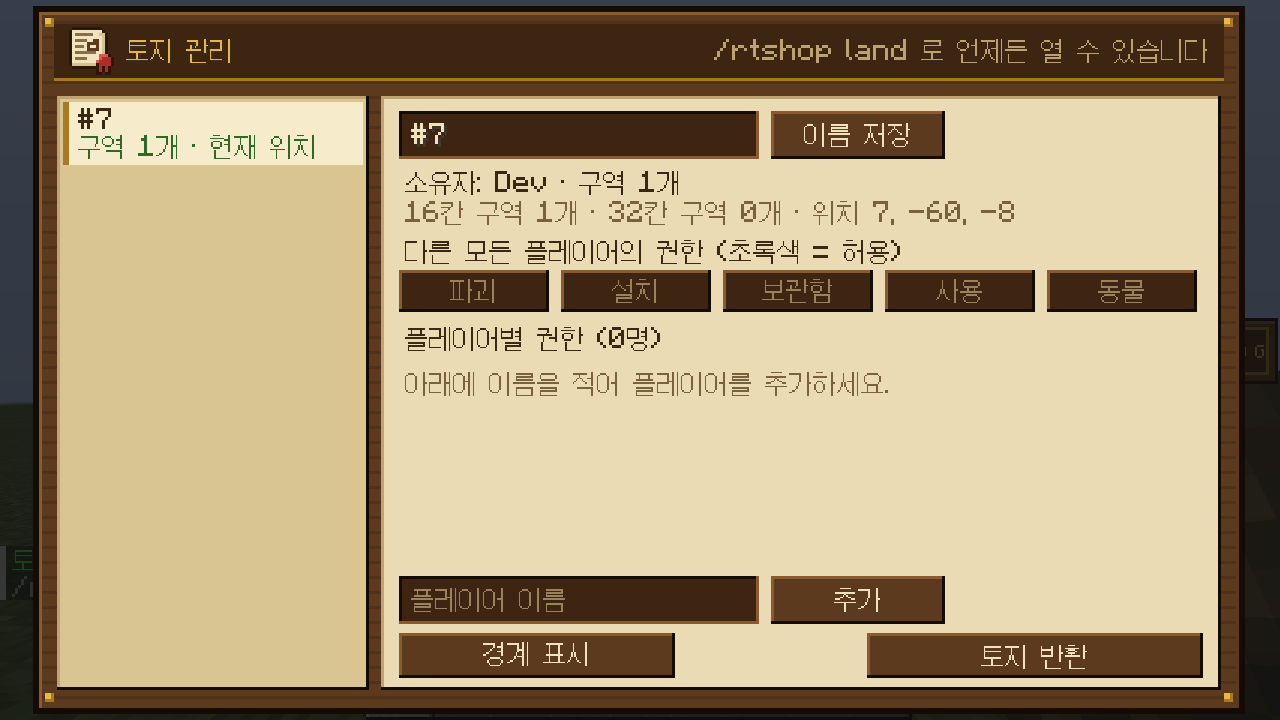 토지 관리
/rtshop land 로 언제든 열 수 있습니다
#7
구역 1개 · 현재 위치
#7
이름 저장
소유자: Dev · 구역 1개
16칸 구역 1개 · 32칸 구역 0개 · 위치 7, -60, -8
다른 모든 플레이어의 권한 (초록색 = 허용)
파괴 설치 보관함 사용 동물
플레이어별 권한 (0명)
아래에 이름을 적어 플레이어를 추가하세요.
플레이어 이름
추가
경계 표시
토지 반환
G
토